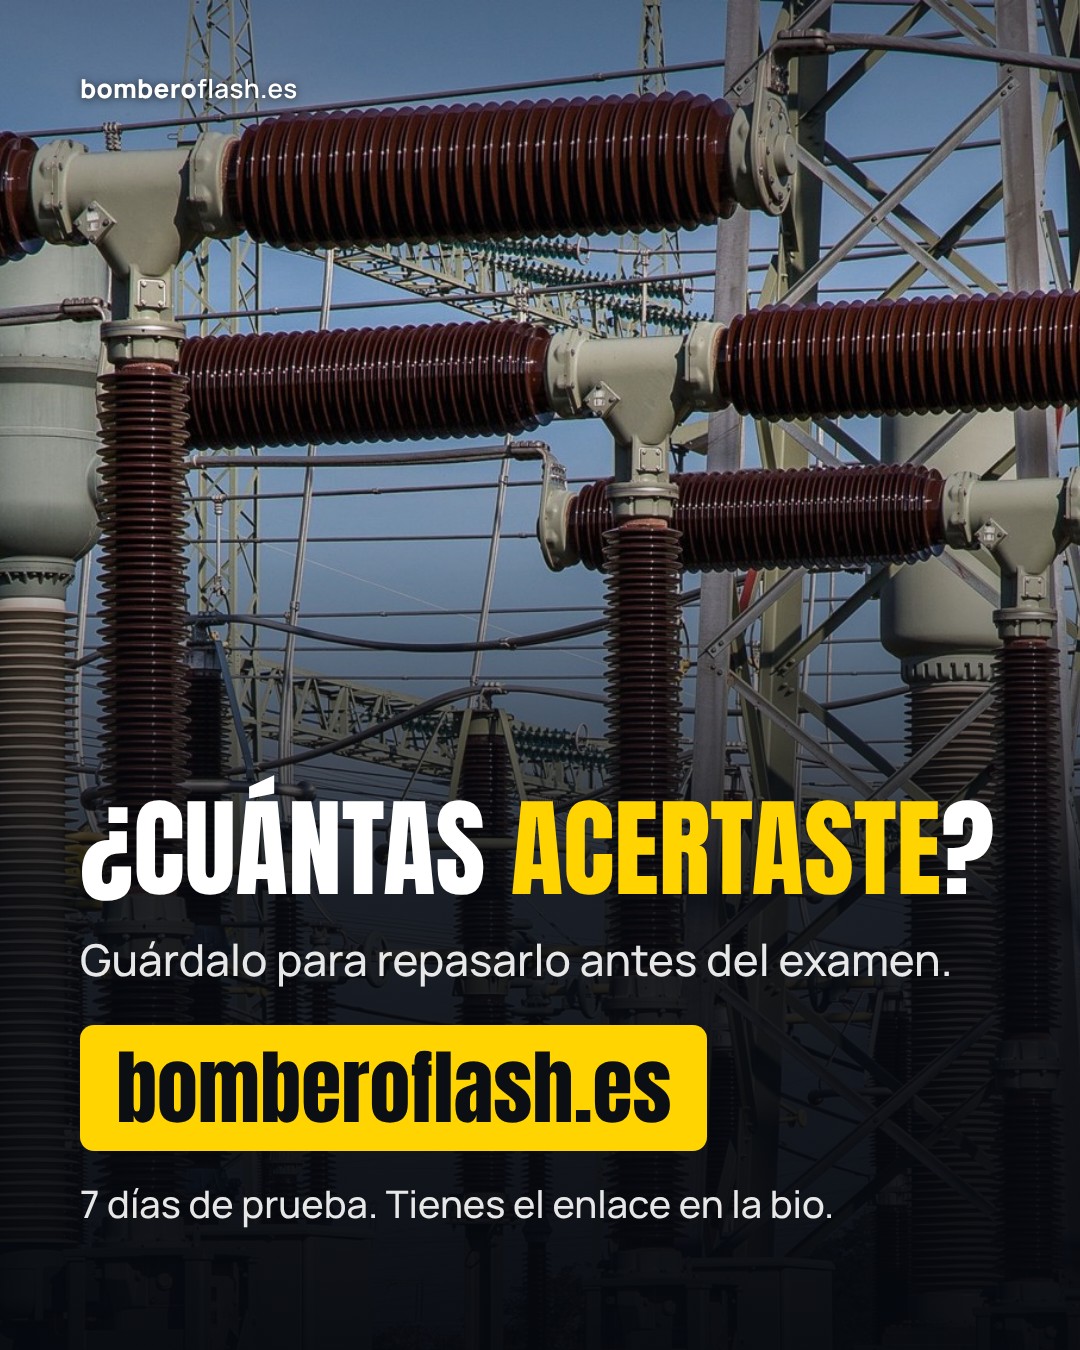 bomberoflash.es
¿CUÁNTAS ACERTASTE?
Guárdalo para repasarlo antes del examen.
bomberoflash.es
7 días de prueba. Tienes el enlace en la bio.